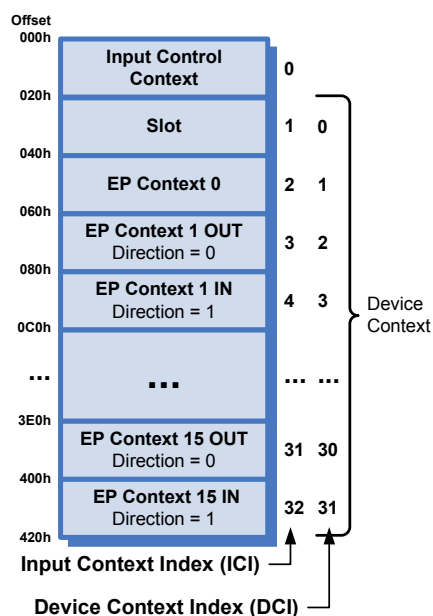 Offset
000h
Input Control
Context
0
020h
Slot
1 0
040h
EP Context 0
2 1
060h
EP Context 1 OUT
Direction = 0
3 2
080h
EP Context 1 IN
Direction = 1
4 3
Device
Context
0C0h
...
...
... ...
3E0h
EP Context 15 OUT
Direction = 0
31 30
400h
EP Context 15 IN
Direction = 1
32 31
420h
Input Context Index (ICI)
Device Context Index (DCI)